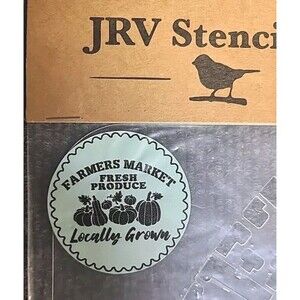 JRV Stenci
FARMERS MARKET
FRESH
PRODUCE
Locally Grown